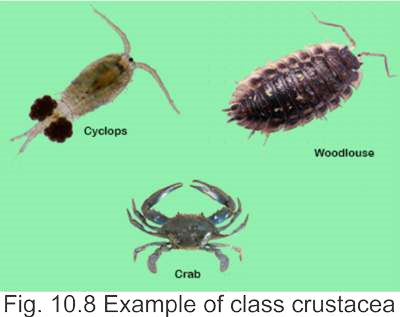 Cyclops
Woodlouse
Crab
Fig. 10.8 Example of class crustacea